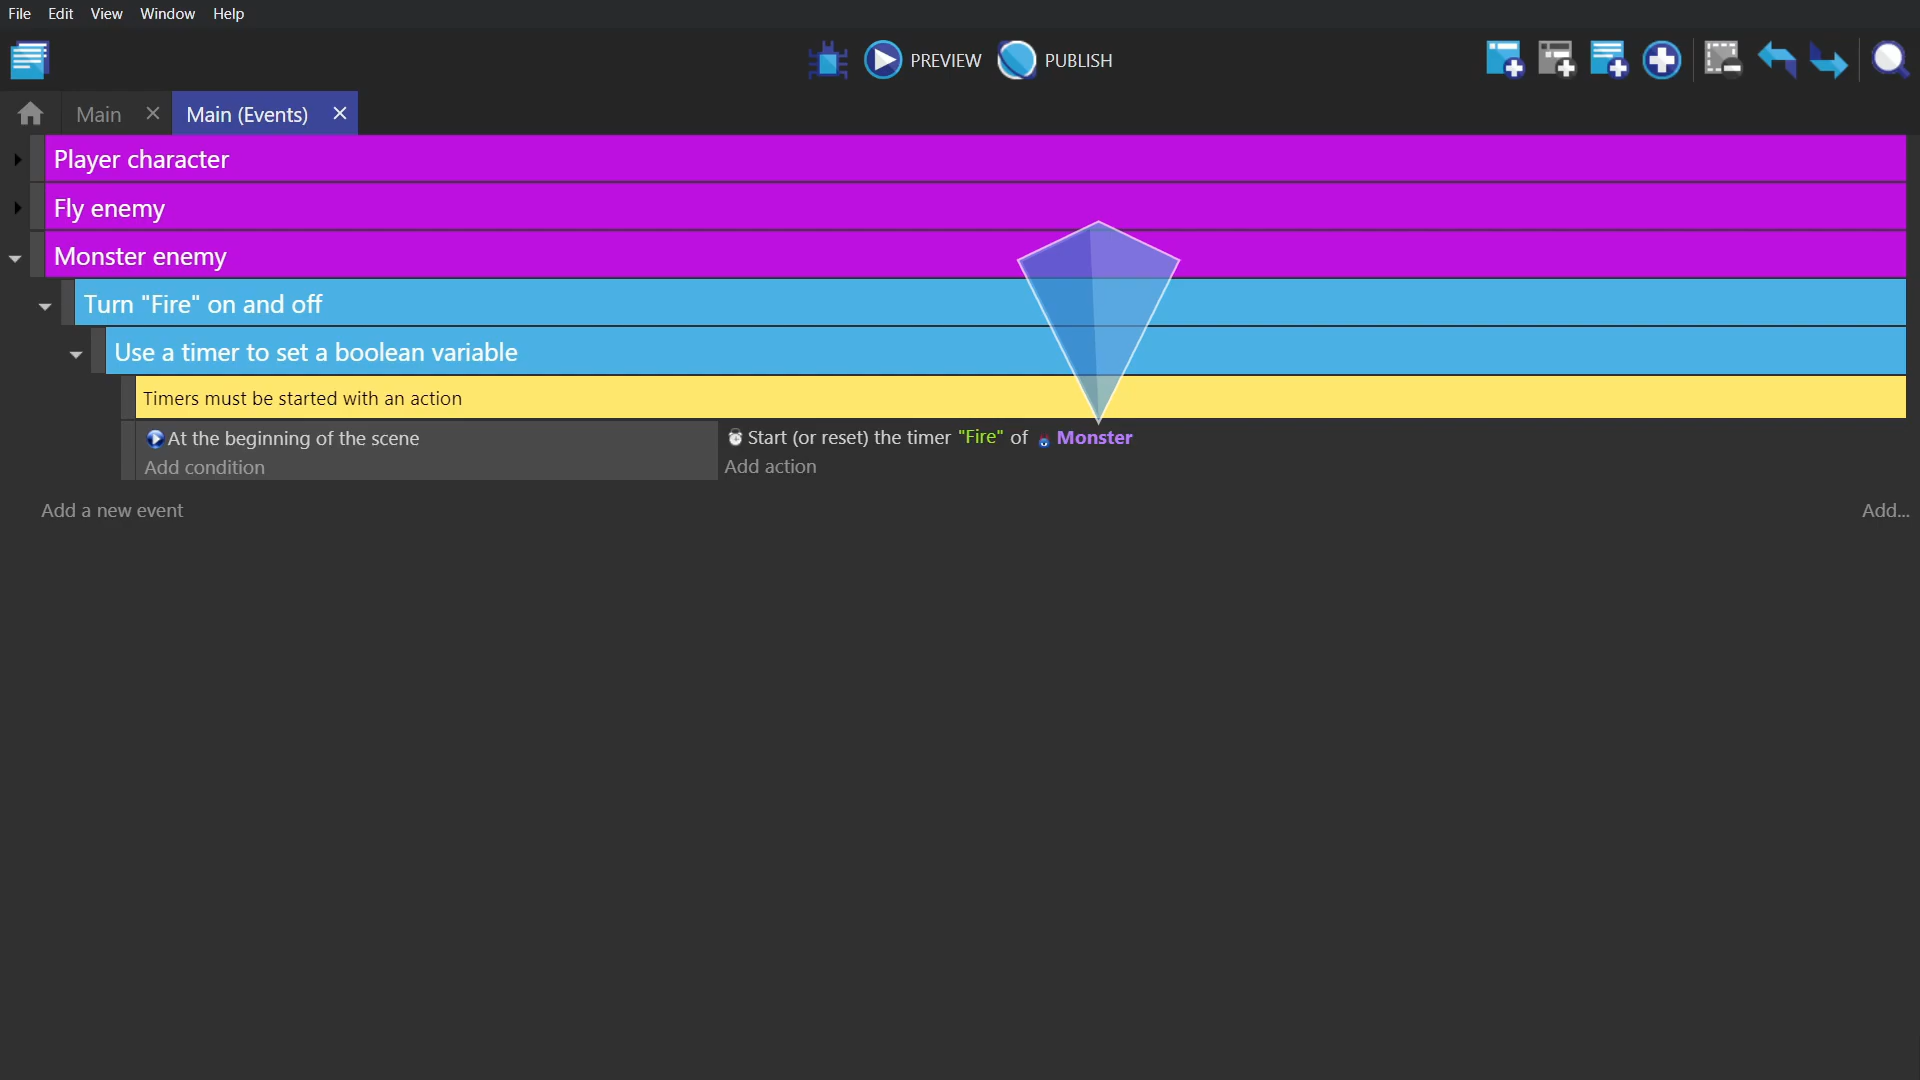 File Edit View Window Help
PREVIEW PUBLISH
Main Main (Events)
Player character
Fly enemy
Monster enemy
Turn "Fire" on and off
Use a timer to set a boolean variable
Timers must be started with an action
At the beginning of the scene Start (or reset) the timer "Fire" of Monster
Add condition Add action
Add a new event Add...